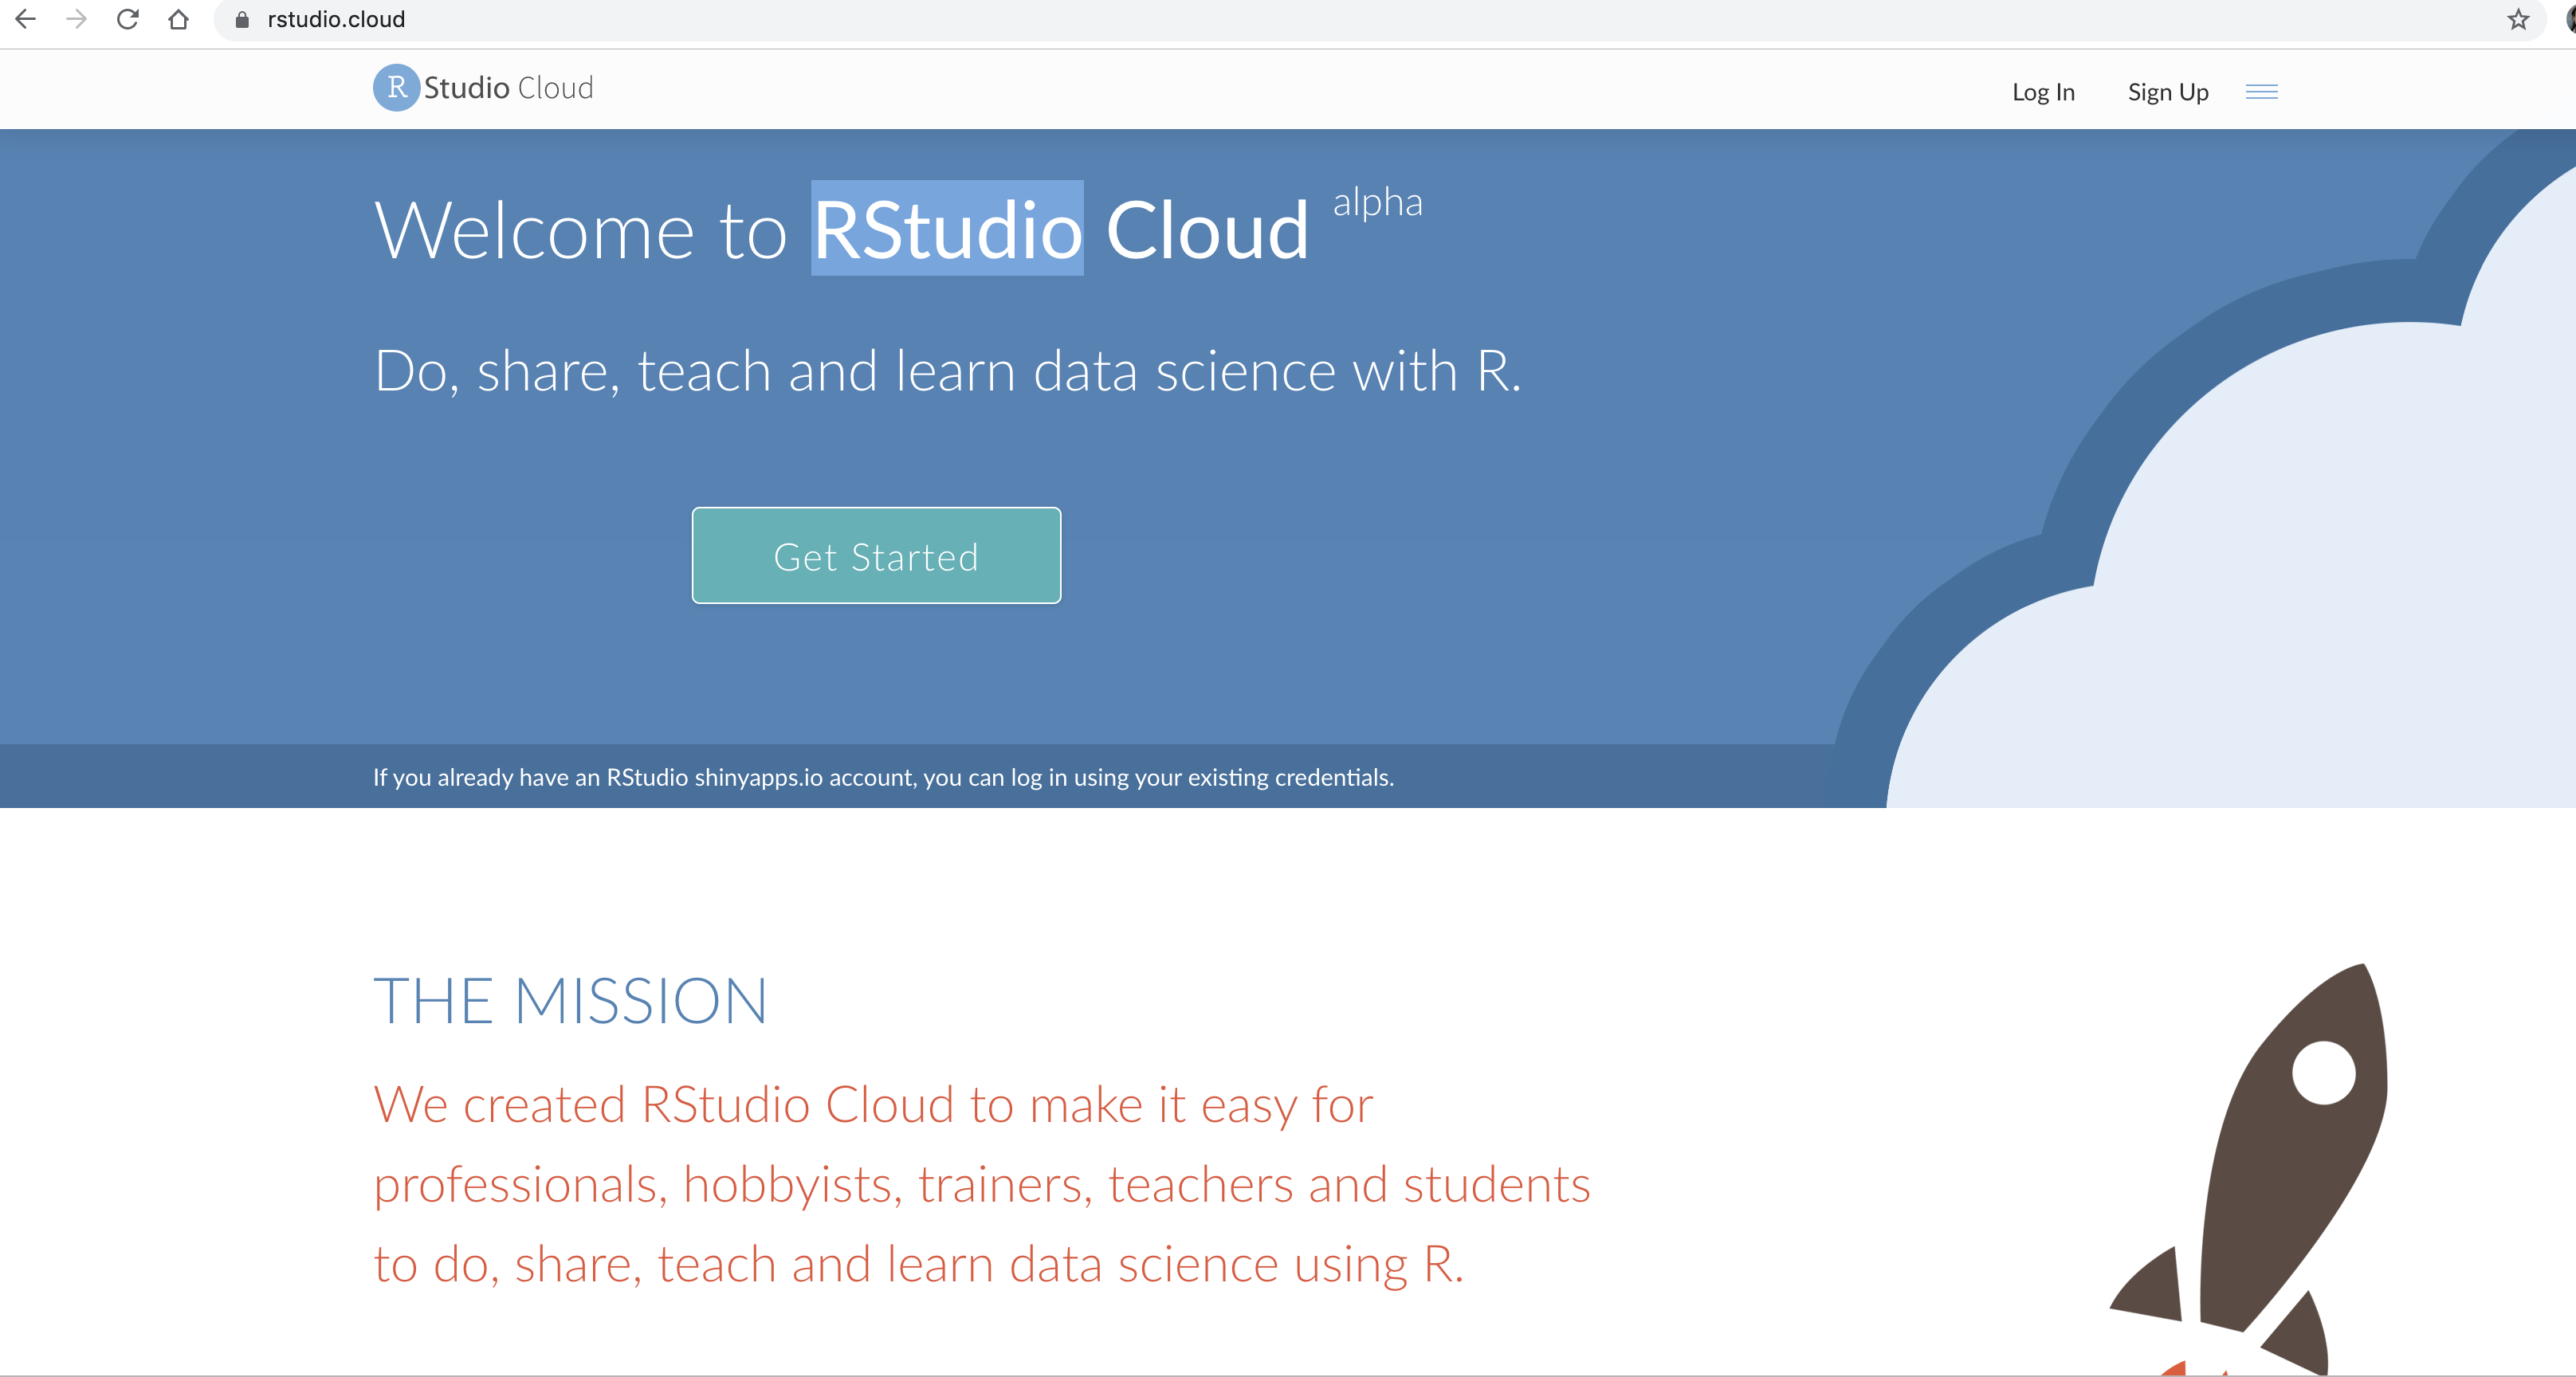 rstudio.cloud
R Studio Cloud
Log In Sign Up
Welcome to RStudio Cloud alpha
Do, share, teach and learn data science with R.
Get Started
If you already have an RStudio shinyapps.io account, you can log in using your existing credentials.
THE MISSION
We created RStudio Cloud to make it easy for
professionals, hobbyists, trainers, teachers and students
to do, share, teach and learn data science using R.